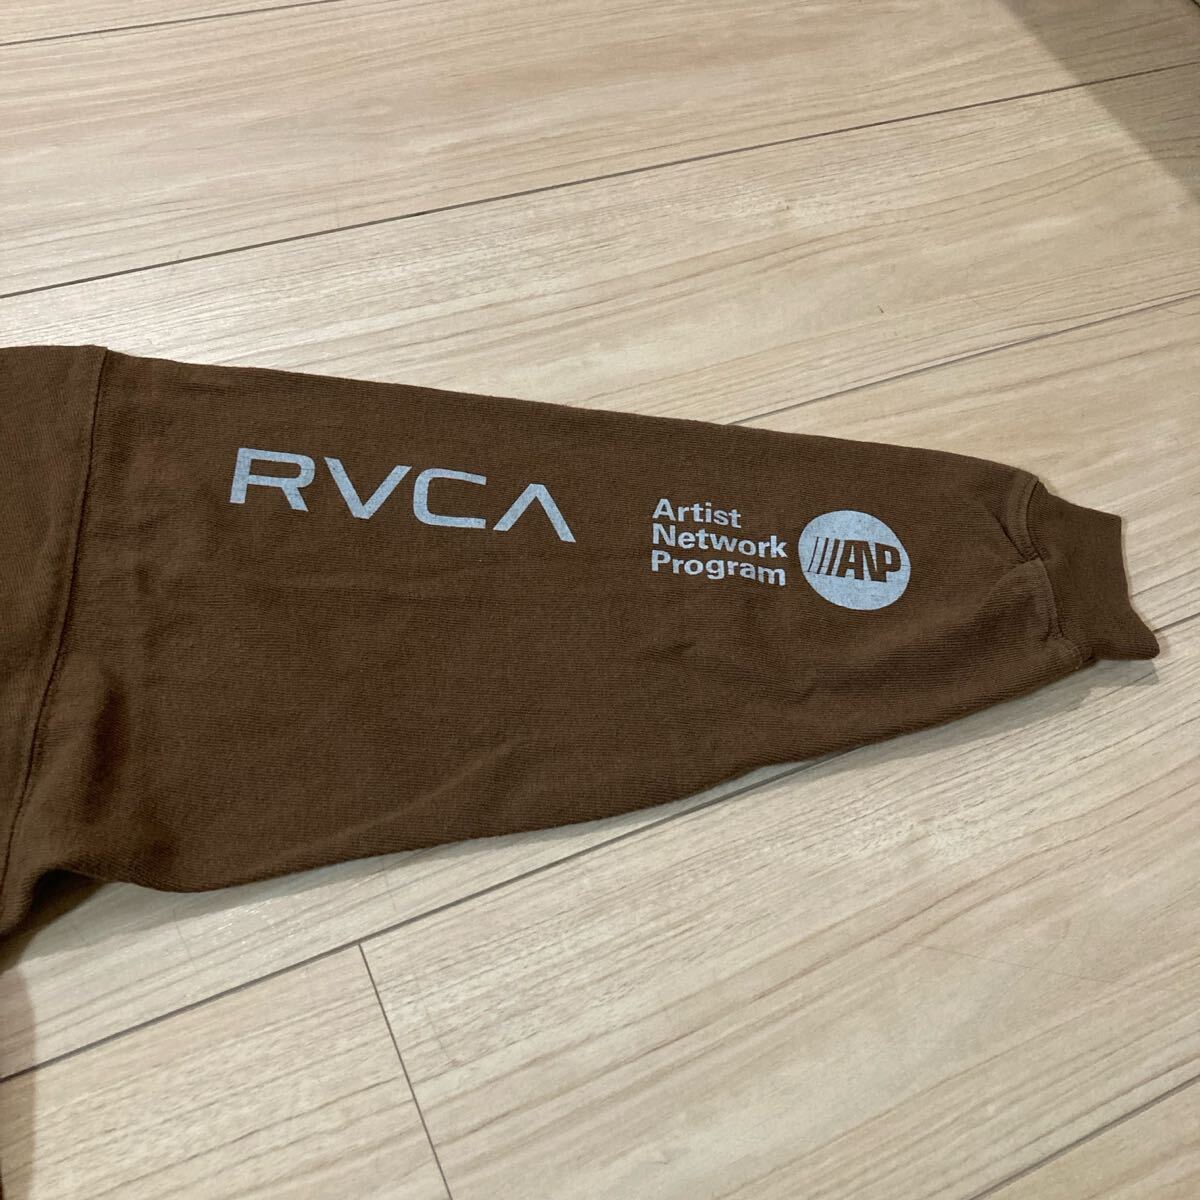 RVCA
Artist
Network
Program
ANP